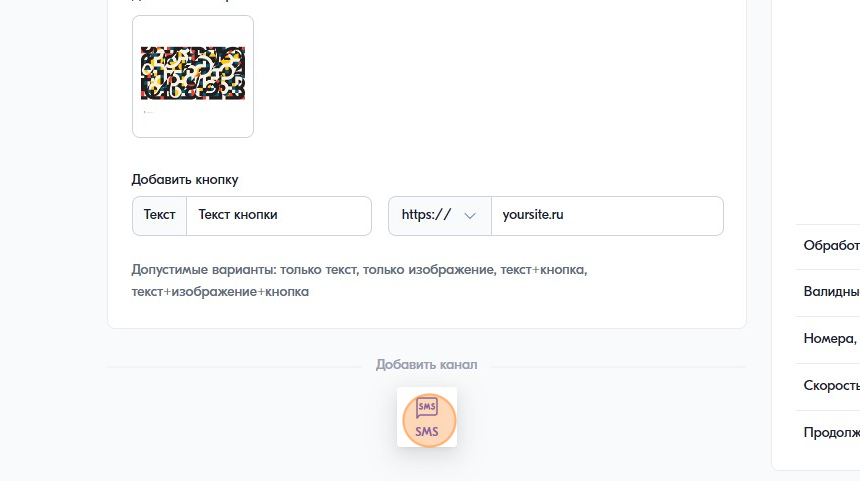 Добавить кнопку
Текст Текст кнопки https:// yoursite.ru
Допустимые варианты: только текст, только изображение, текст+кнопка,
текст+изображение+кнопка
Добавить канал
SMS
SMS
Обработ
Валидны
Номера,
Скорость
Продолж